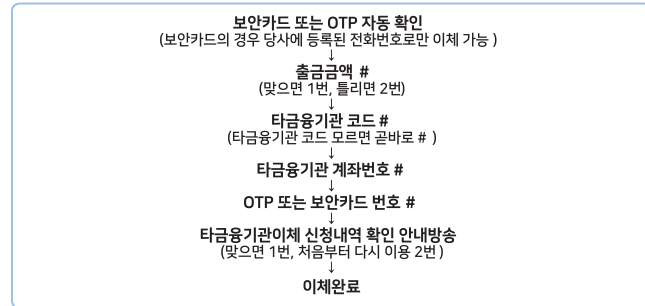 보안카드 또는 OTP 자동 확인
(보안카드의 경우 당사에 등록된 전화번호로만 이체 가능 )
↓
출금금액 #
(맞으면 1번, 틀리면 2번)
↓
타금융기관 코드 #
(타금융기관 코드 모르면 곧바로 # )
↓
타금융기관 계좌번호 #
↓
OTP 또는 보안카드 번호 #
↓
타금융기관이체 신청내역 확인 안내방송
(맞으면 1번, 처음부터 다시 이용 2번 )
↓
이체완료